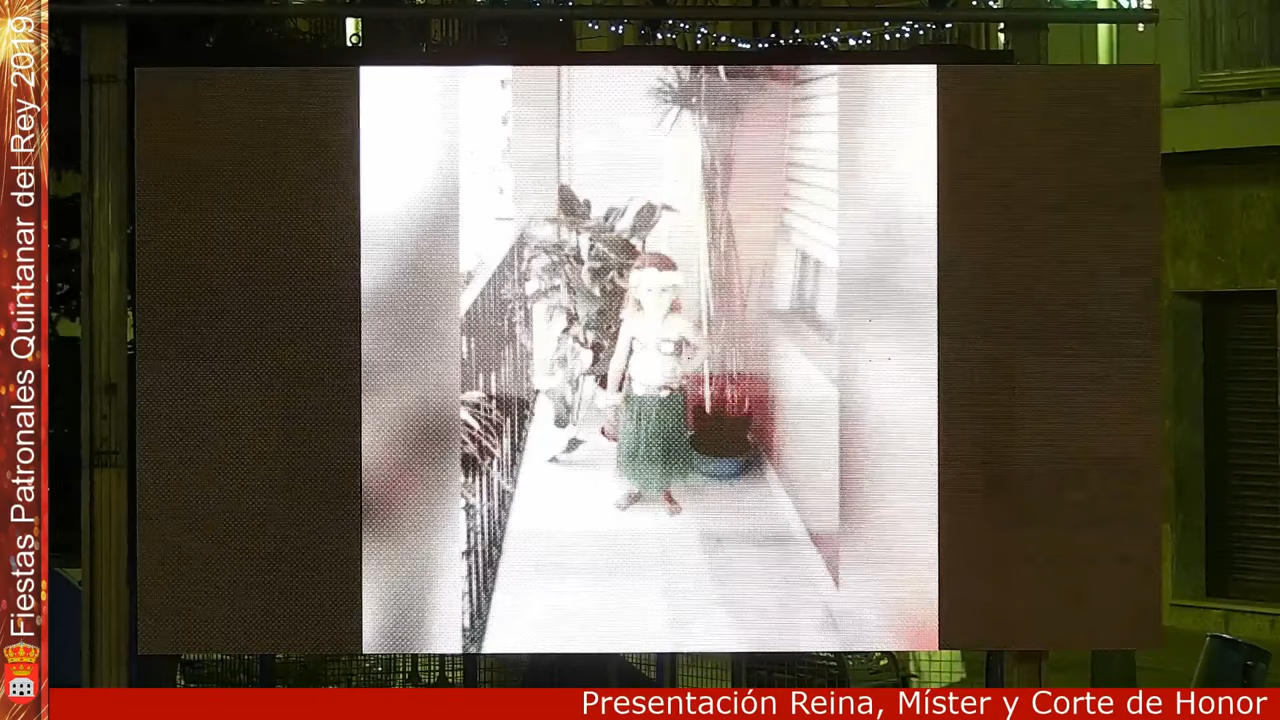 Fiestas Patronales Quintanar del Rey 2019
Presentación Reina, Míster y Corte de Honor